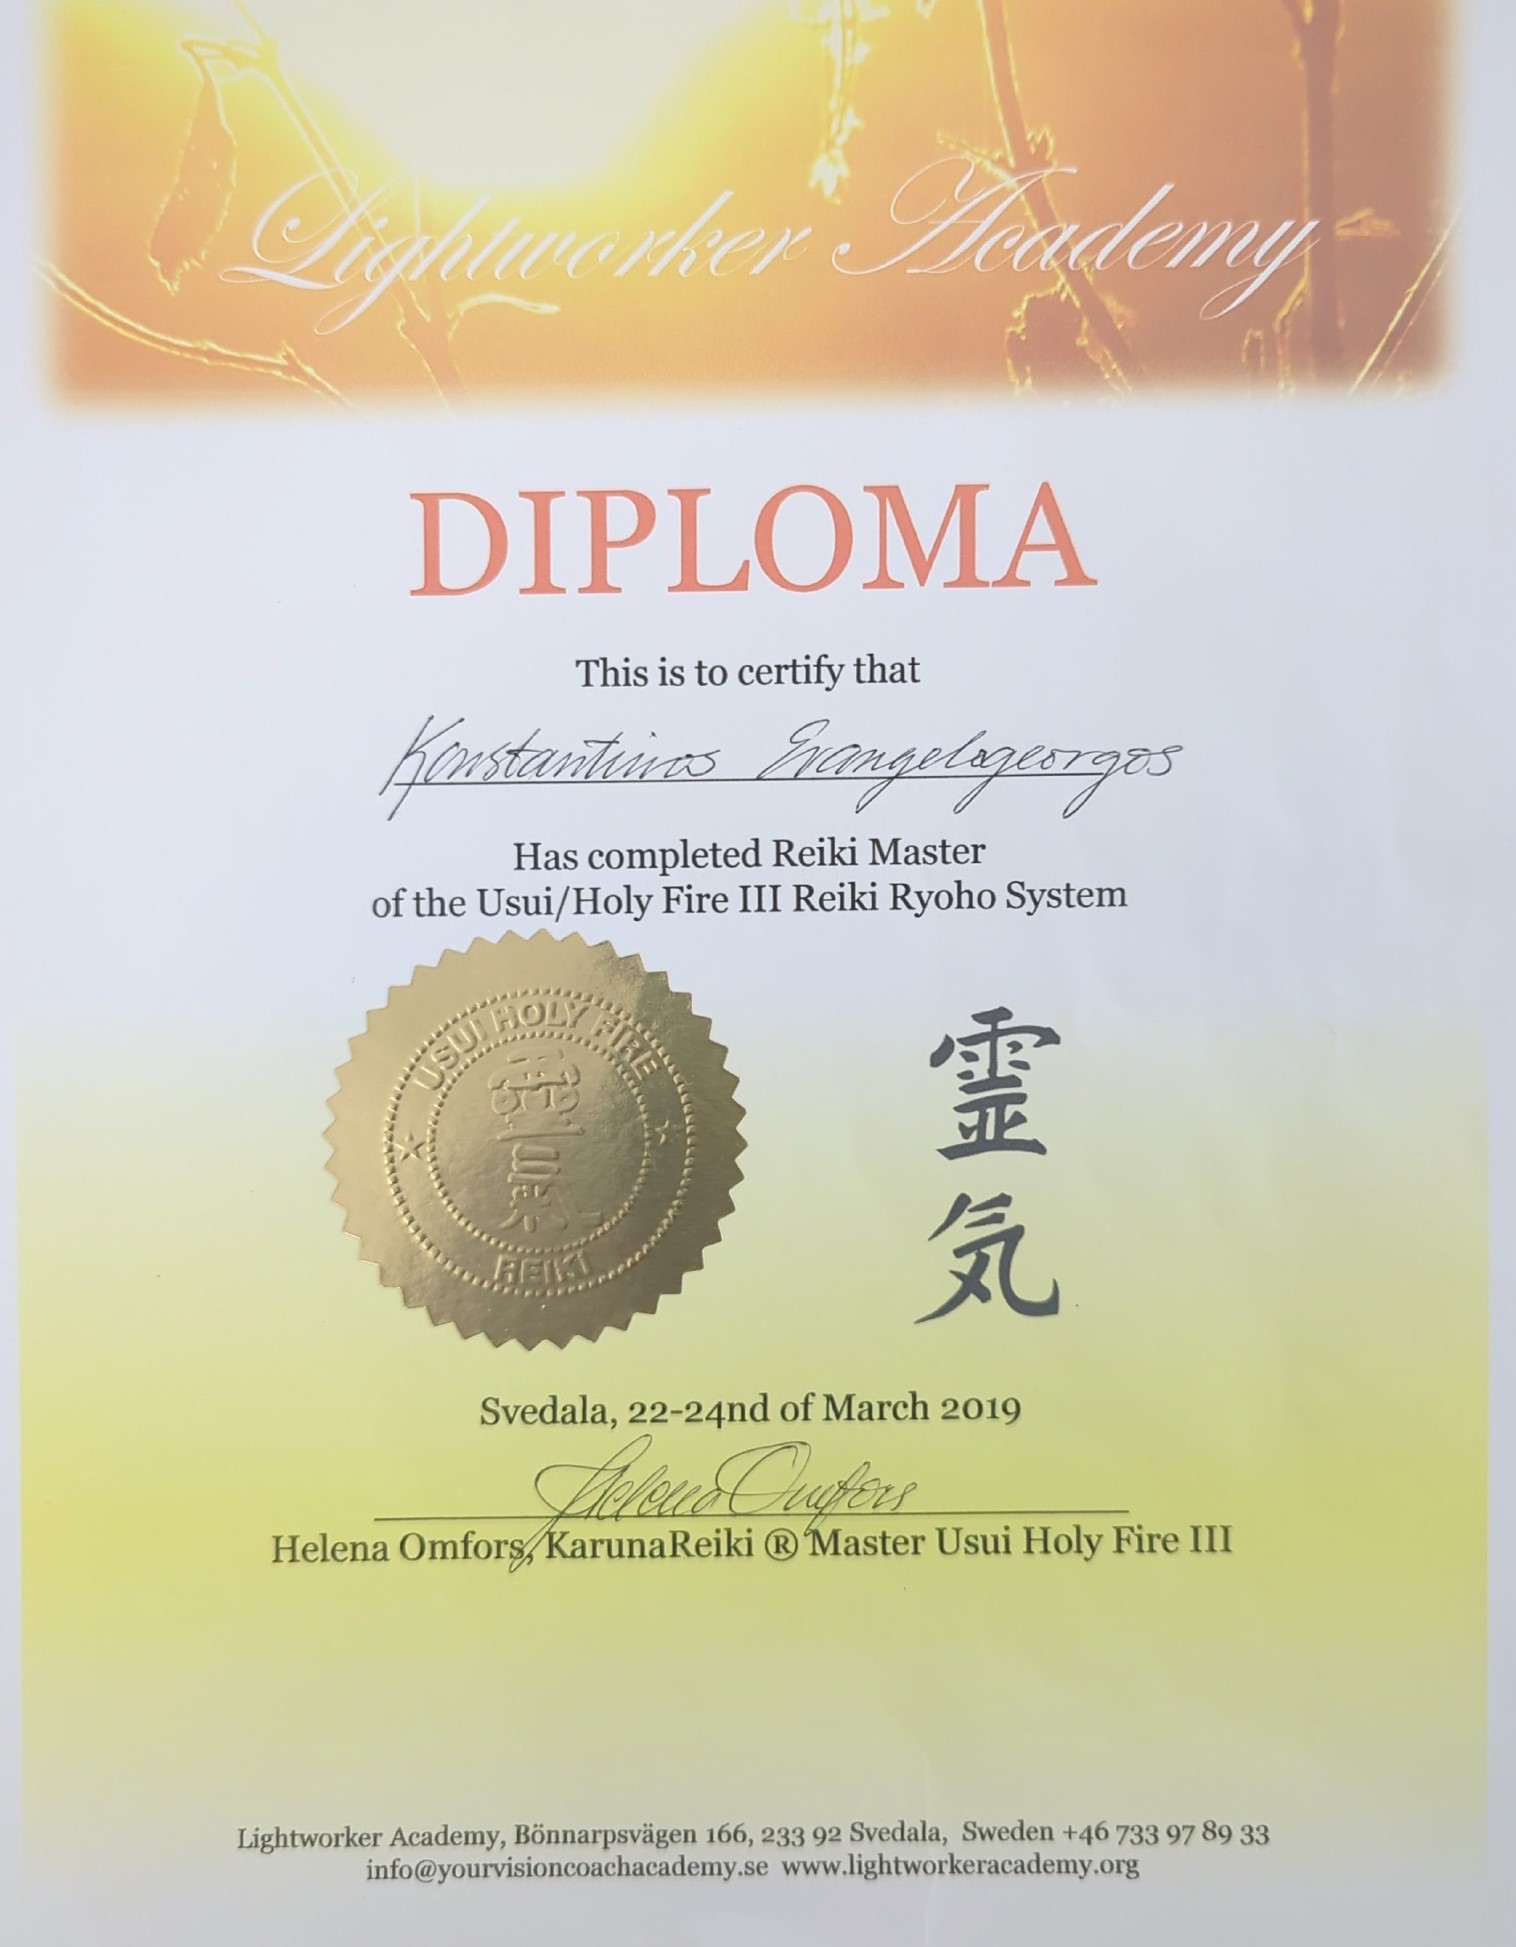 Lightworker Academy
DIPLOMA
This is to certify that
Konstantinos Evangelogeorgos
Has completed Reiki Master
of the Usui/Holy Fire III Reiki Ryoho System
USUI HOLY FIRE
REIKI
霊
気
Svedala, 22-24nd of March 2019
Helena Omfors
Helena Omfors, KarunaReiki ® Master Usui Holy Fire III
Lightworker Academy, Bönnarpsvägen 166, 233 92 Svedala, Sweden +46 733 97 89 33
info@yourvisioncoachacademy.se www.lightworkeracademy.org